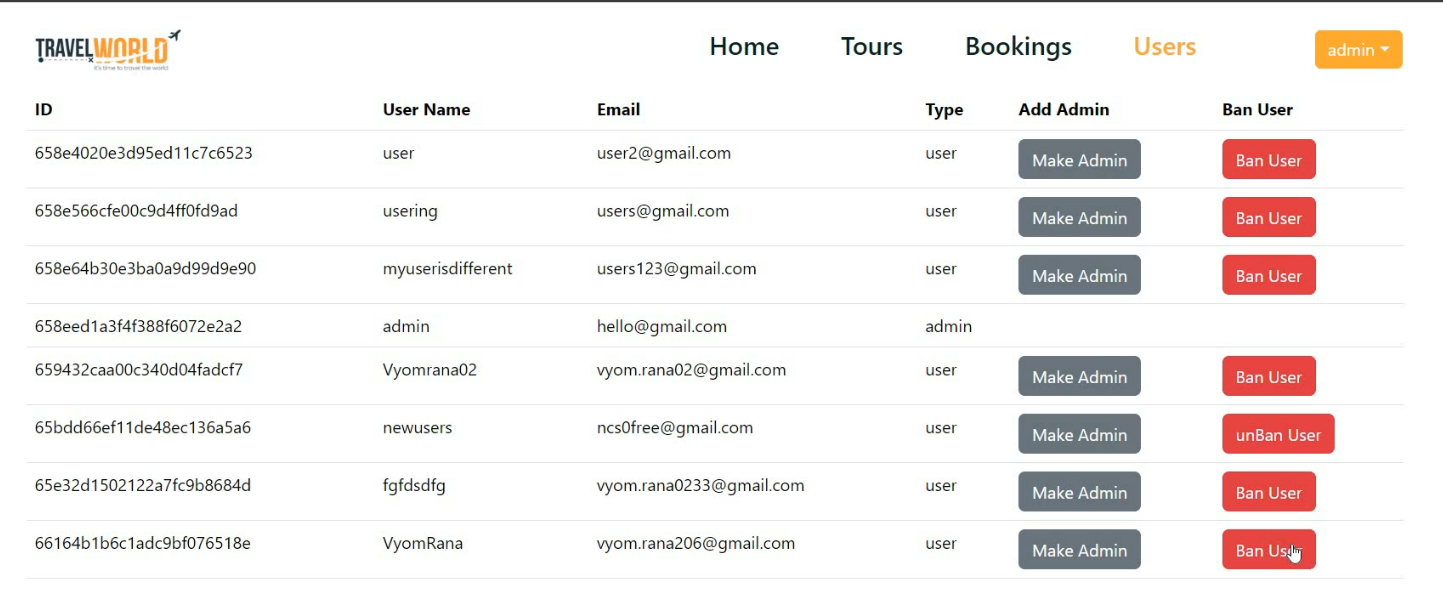 TRAVELWORLD
it's time to travel the world
Home Tours Bookings Users admin
ID User Name Email Type Add Admin Ban User
658e4020e3d95ed11c7c6523 user user2@gmail.com user Make Admin Ban User
658e566cfe00c9d4ff0fd9ad usering users@gmail.com user Make Admin Ban User
658e64b30e3ba0a9d99d9e90 myuserisdifferent users123@gmail.com user Make Admin Ban User
658eed1a3f4f388f6072e2a2 admin hello@gmail.com admin
659432caa00c340d04fadcf7 Vyomrana02 vyom.rana02@gmail.com user Make Admin Ban User
65bdd66ef11de48ec136a5a6 newusers ncs0free@gmail.com user Make Admin unBan User
65e32d1502122a7fc9b8684d fgfdsdfg vyom.rana0233@gmail.com user Make Admin Ban User
66164b1b6c1adc9bf076518e VyomRana vyom.rana206@gmail.com user Make Admin Ban User